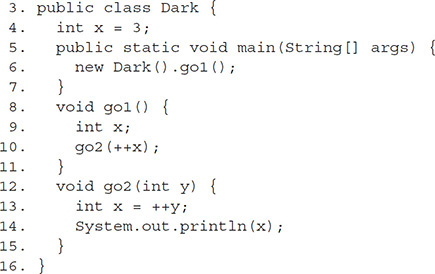 3. public class Dark {
4.   int x = 3;
5.   public static void main(String[] args) {
6.     new Dark().go1();
7.   }
8.   void go1() {
9.     int x;
10.     go2(++x);
11.   }
12.   void go2(int y) {
13.     int x = ++y;
14.     System.out.println(x);
15.   }
16. }